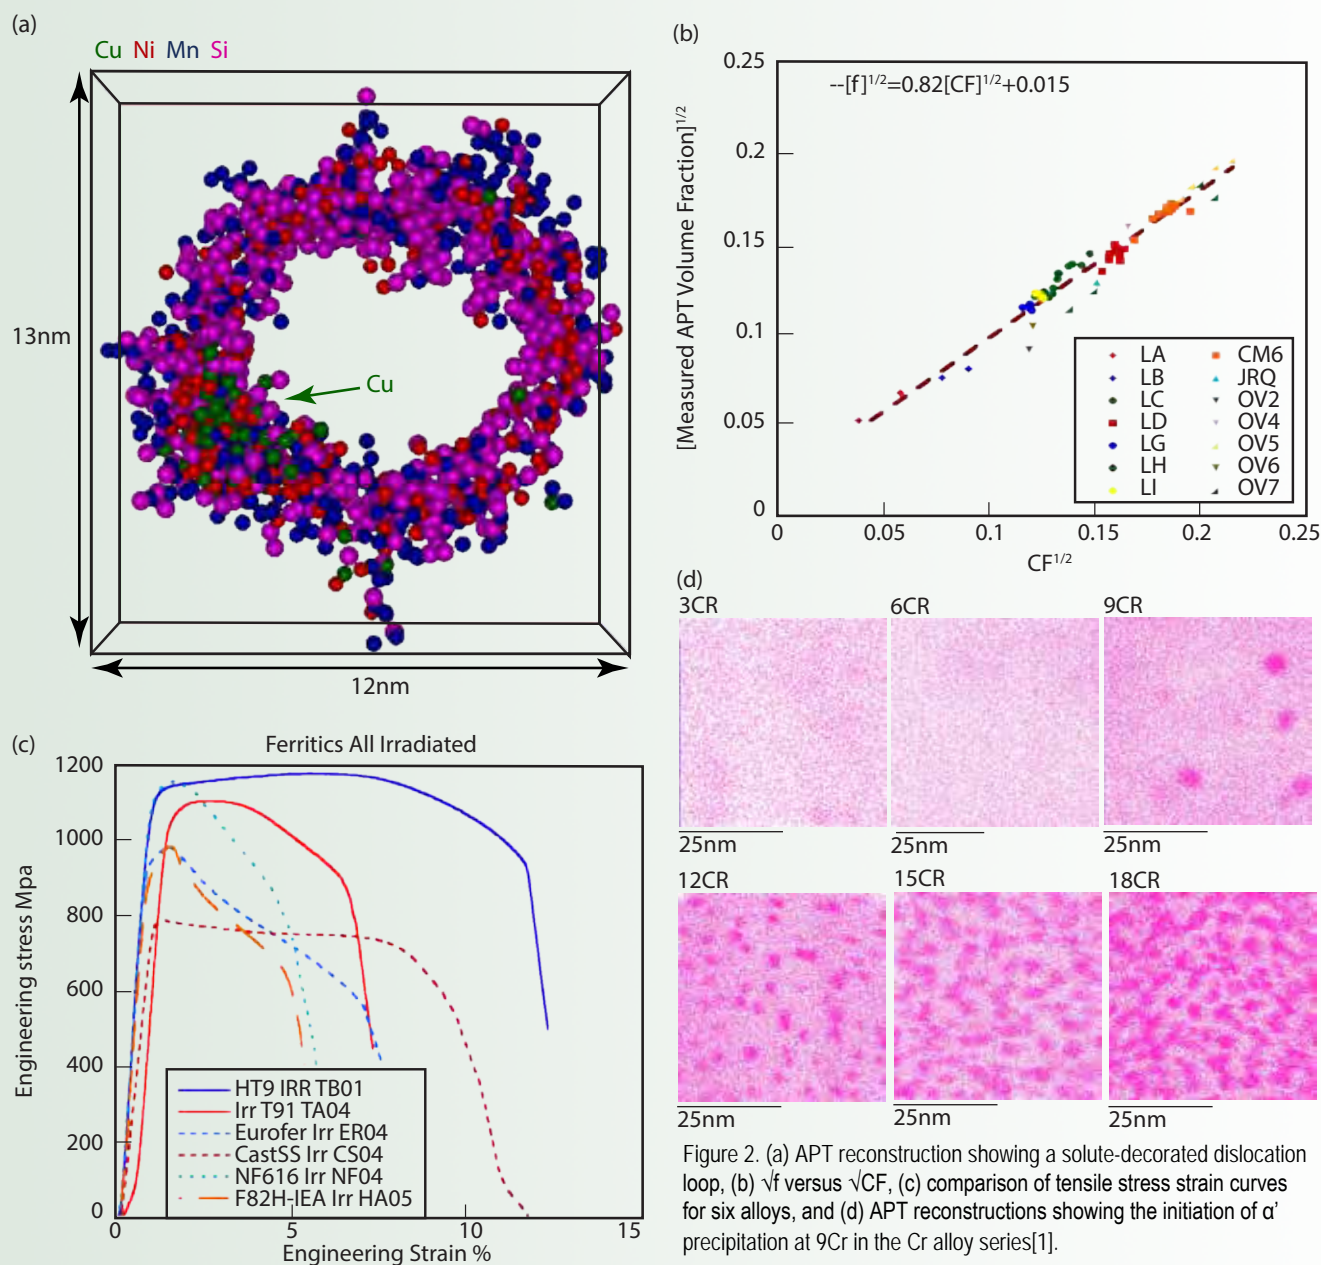 (a)
Cu Ni Mn Si
13nm
Cu
12nm
(b)
0.25
0.2
0.15
0.1
0.05
0
[Measured APT Volume Fraction]1/2
--[f]1/2=0.82[CF]1/2+0.015
LA
LB
LC
LD
LG
LH
LI
CM6
JRQ
OV2
OV4
OV5
OV6
OV7
0 0.05 0.1 0.15 0.2 0.25
CF1/2
(c)
Ferritics All Irradiated
1200
1000
800
600
400
200
0
Engineering stress Mpa
HT9 IRR TB01
Irr T91 TA04
Eurofer Irr ER04
CastSS Irr CS04
NF616 Irr NF04
F82H-IEA Irr HA05
5 10 15
Engineering Strain %
(d)
3CR 6CR 9CR
25nm 25nm 25nm
12CR 15CR 18CR
25nm 25nm 25nm
Figure 2. (a) APT reconstruction showing a solute-decorated dislocation
loop, (b) √f versus √CF, (c) comparison of tensile stress strain curves
for six alloys, and (d) APT reconstructions showing the initiation of α’
precipitation at 9Cr in the Cr alloy series[1].